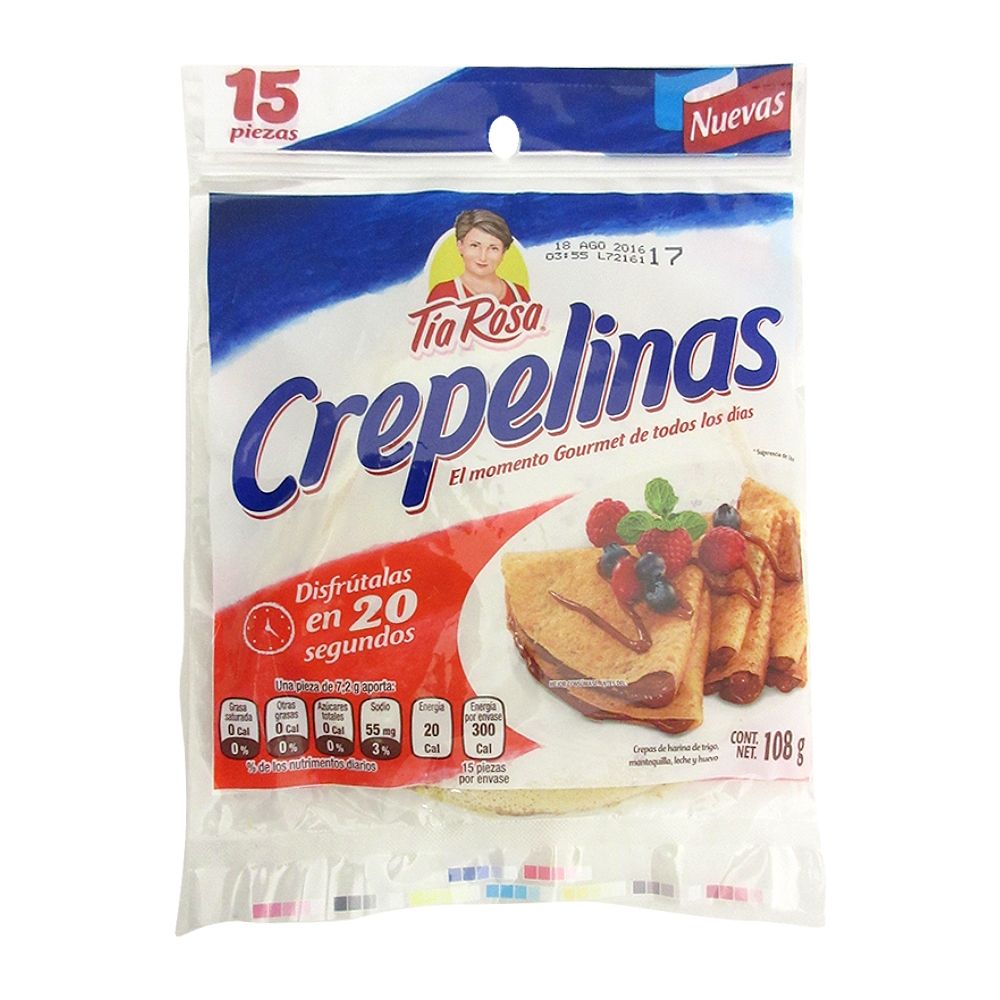 15
piezas
Nuevas
18 AGO 2016
03:55 L72161 17
Tía Rosa
Crepelinas
El momento Gourmet de todos los días
Disfrútalas
en 20
segundos
Una pieza de 7,2 g aporta:
Grasa saturada 0 Cal 0 %
Otras grasas 0 Cal 0 %
Azúcares totales 0 Cal 0 %
Sodio 55 mg 3 %
Energía 20 Cal
Energía por envase 300 Cal
% de los nutrimentos diarios
15 piezas
por envase
Crepas de harina de trigo,
mantequilla, leche y huevo
CONT.
NET. 108 g